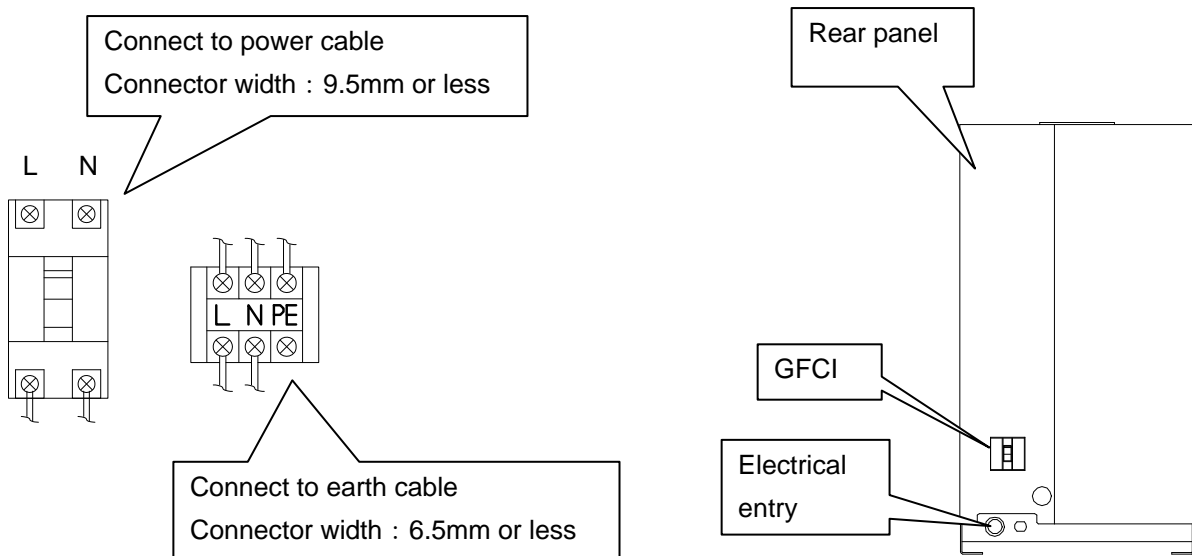 Connect to power cable
Connector width：9.5mm or less
Rear panel
L N
L N PE
GFCI
Electrical
entry
Connect to earth cable
Connector width：6.5mm or less